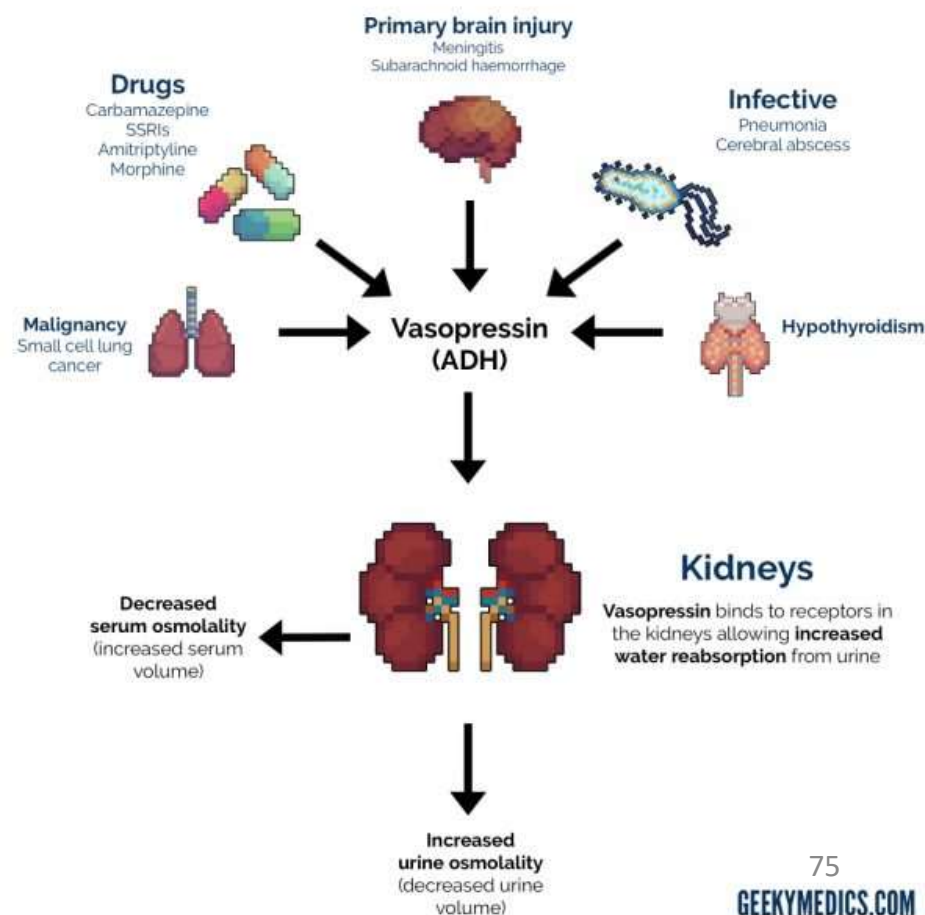 Primary brain injury
Meningitis
Subarachnoid haemorrhage
Drugs
Carbamazepine
SSRIs
Amitriptyline
Morphine
Infective
Pneumonia
Cerebral abscess
Malignancy
Small cell lung
cancer
Vasopressin
(ADH)
Hypothyroidism
Kidneys
Vasopressin binds to receptors in
the kidneys allowing increased
water reabsorption from urine
Decreased
serum osmolality
(increased serum
volume)
Increased
urine osmolality
(decreased urine
volume)
75
GEEKYMEDICS.COM